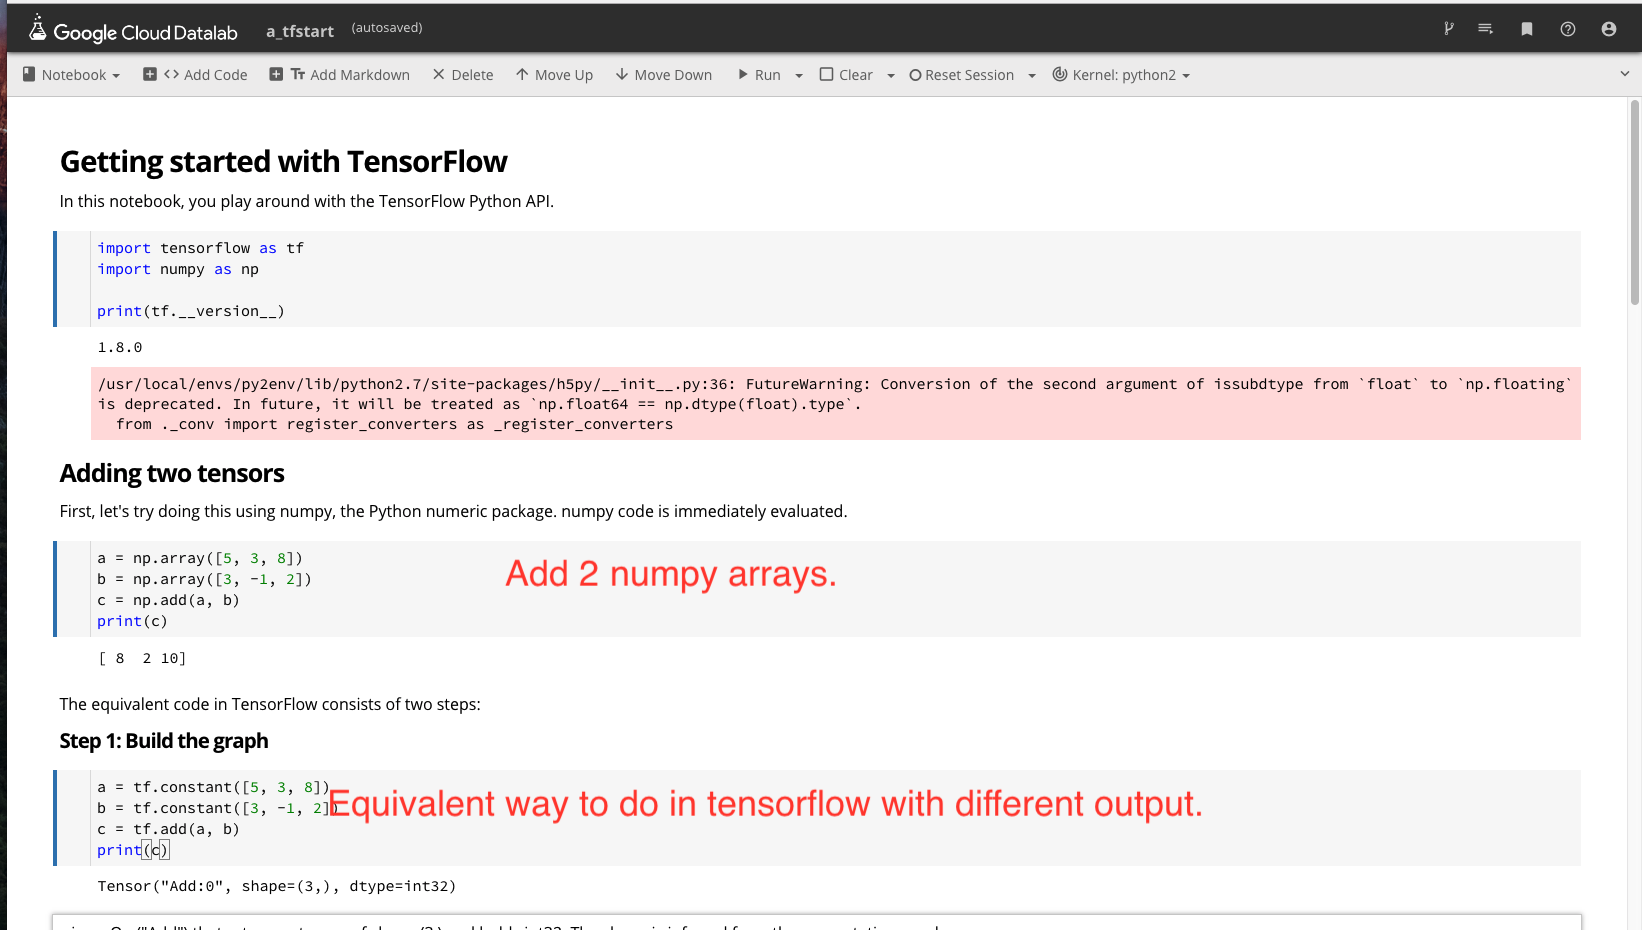 Google Cloud Datalab a_tfstart (autosaved)
Notebook Add Code Tr Add Markdown Delete Move Up Move Down Run Clear Reset Session Kernel: python2
Getting started with TensorFlow
In this notebook, you play around with the TensorFlow Python API.
import tensorflow as tf
import numpy as np
print(tf.__version__)
1.8.0
/usr/local/envs/py2env/lib/python2.7/site-packages/h5py/__init__.py:36: FutureWarning: Conversion of the second argument of issubdtype from `float` to `np.floating`
is deprecated. In future, it will be treated as `np.float64 == np.dtype(float).type`.
from ._conv import register_converters as _register_converters
Adding two tensors
First, let's try doing this using numpy, the Python numeric package. numpy code is immediately evaluated.
a = np.array([5, 3, 8])
b = np.array([3, -1, 2])
c = np.add(a, b)
print(c)
Add 2 numpy arrays.
[ 8  2 10]
The equivalent code in TensorFlow consists of two steps:
Step 1: Build the graph
a = tf.constant([5, 3, 8])
b = tf.constant([3, -1, 2])
c = tf.add(a, b)
print(c)
Equivalent way to do in tensorflow with different output.
Tensor("Add:0", shape=(3,), dtype=int32)